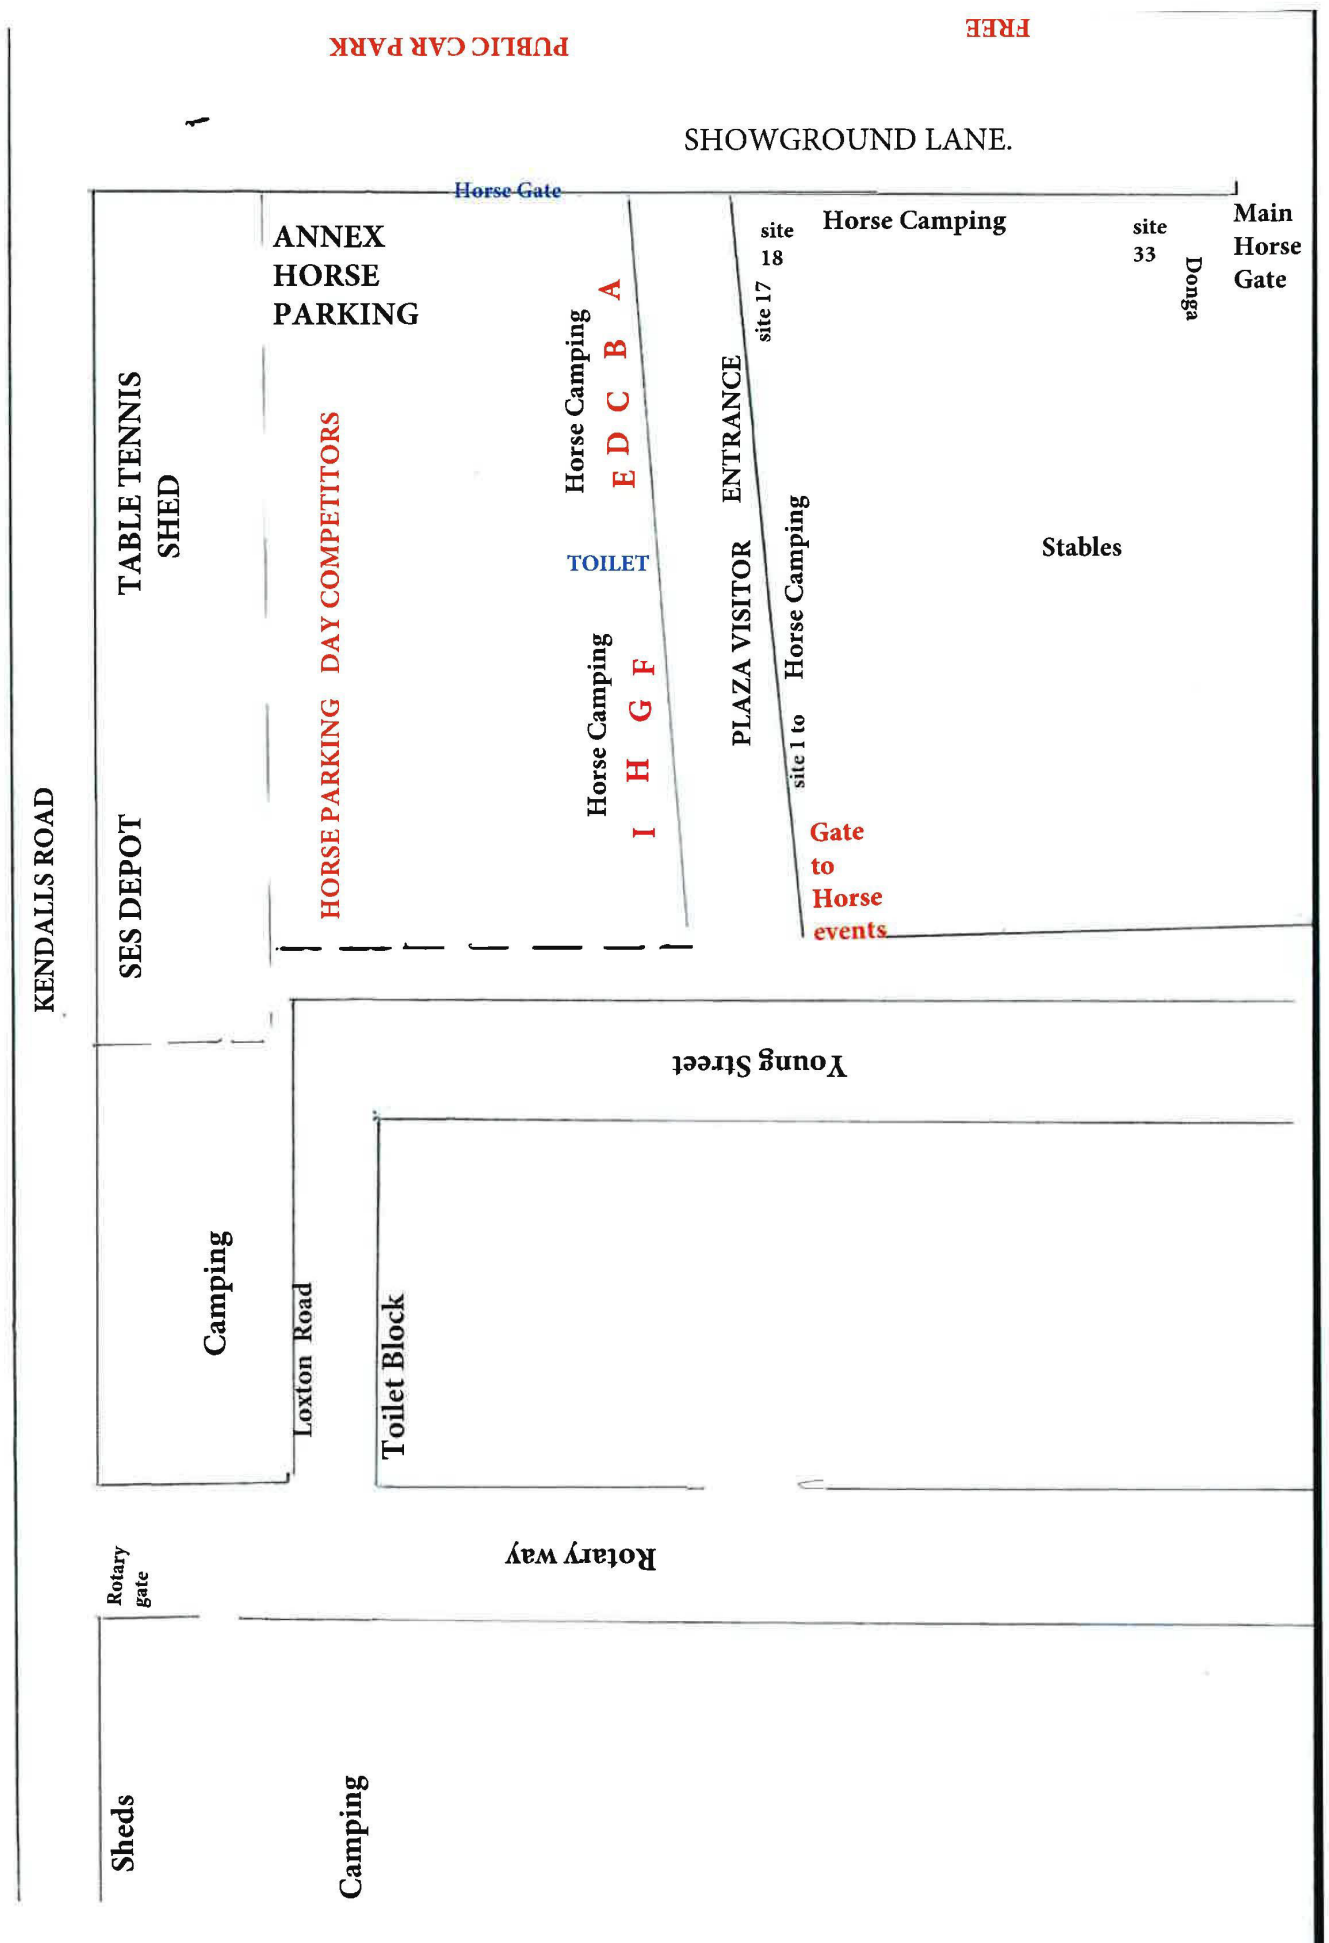 PUBLIC CAR PARK
FREE
SHOWGROUND LANE.
Horse Gate
ANNEX
HORSE
PARKING
site
18
Horse Camping
site
33
Main
Horse
Gate
Donga
site 17
Horse Camping
A
B
C
D
E
TABLE TENNIS
SHED
HORSE PARKING DAY COMPETITORS
TOILET
PLAZA VISITOR ENTRANCE
Horse Camping
site 1 to
Stables
Horse Camping
F
G
H
I
KENDALLS ROAD
SES DEPOT
Gate
to
Horse
events
Young Street
Camping
Loxton Road
Toilet Block
Rotary way
Rotary
gate
Sheds
Camping